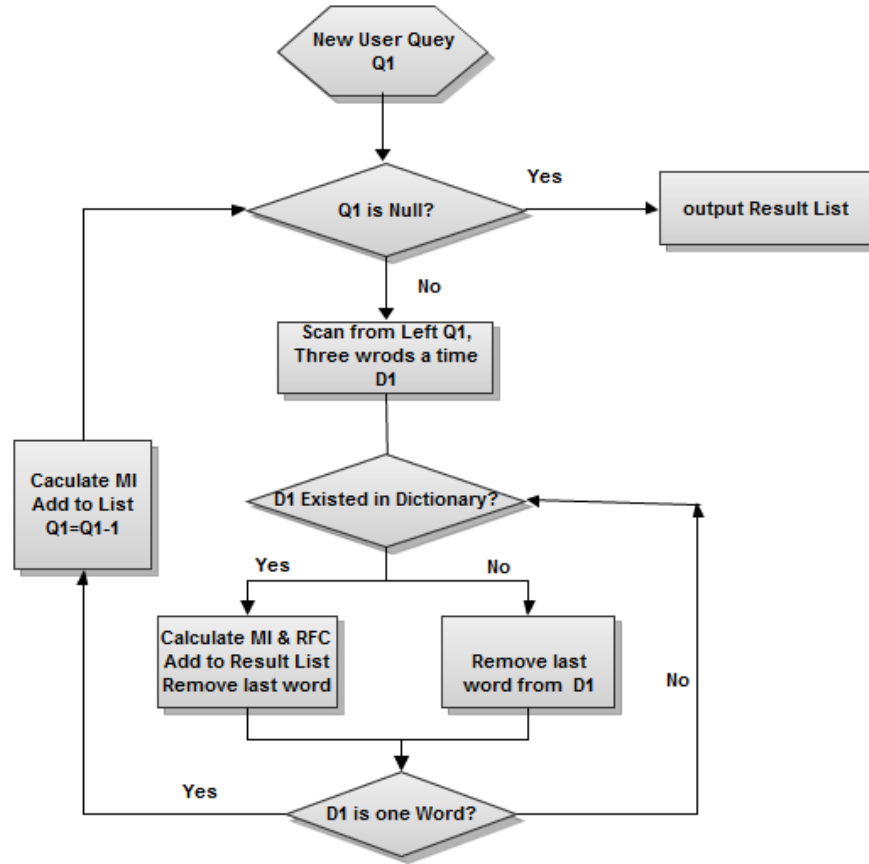 New User Quey
Q1
Q1 is Null?
Yes
output Result List
No
Scan from Left Q1,
Three wrods a time
D1
Caculate MI
Add to List
Q1=Q1-1
D1 Existed in Dictionary?
Yes
No
Calculate MI & RFC
Add to Result List
Remove last word
Remove last
word from D1
No
Yes
D1 is one Word?